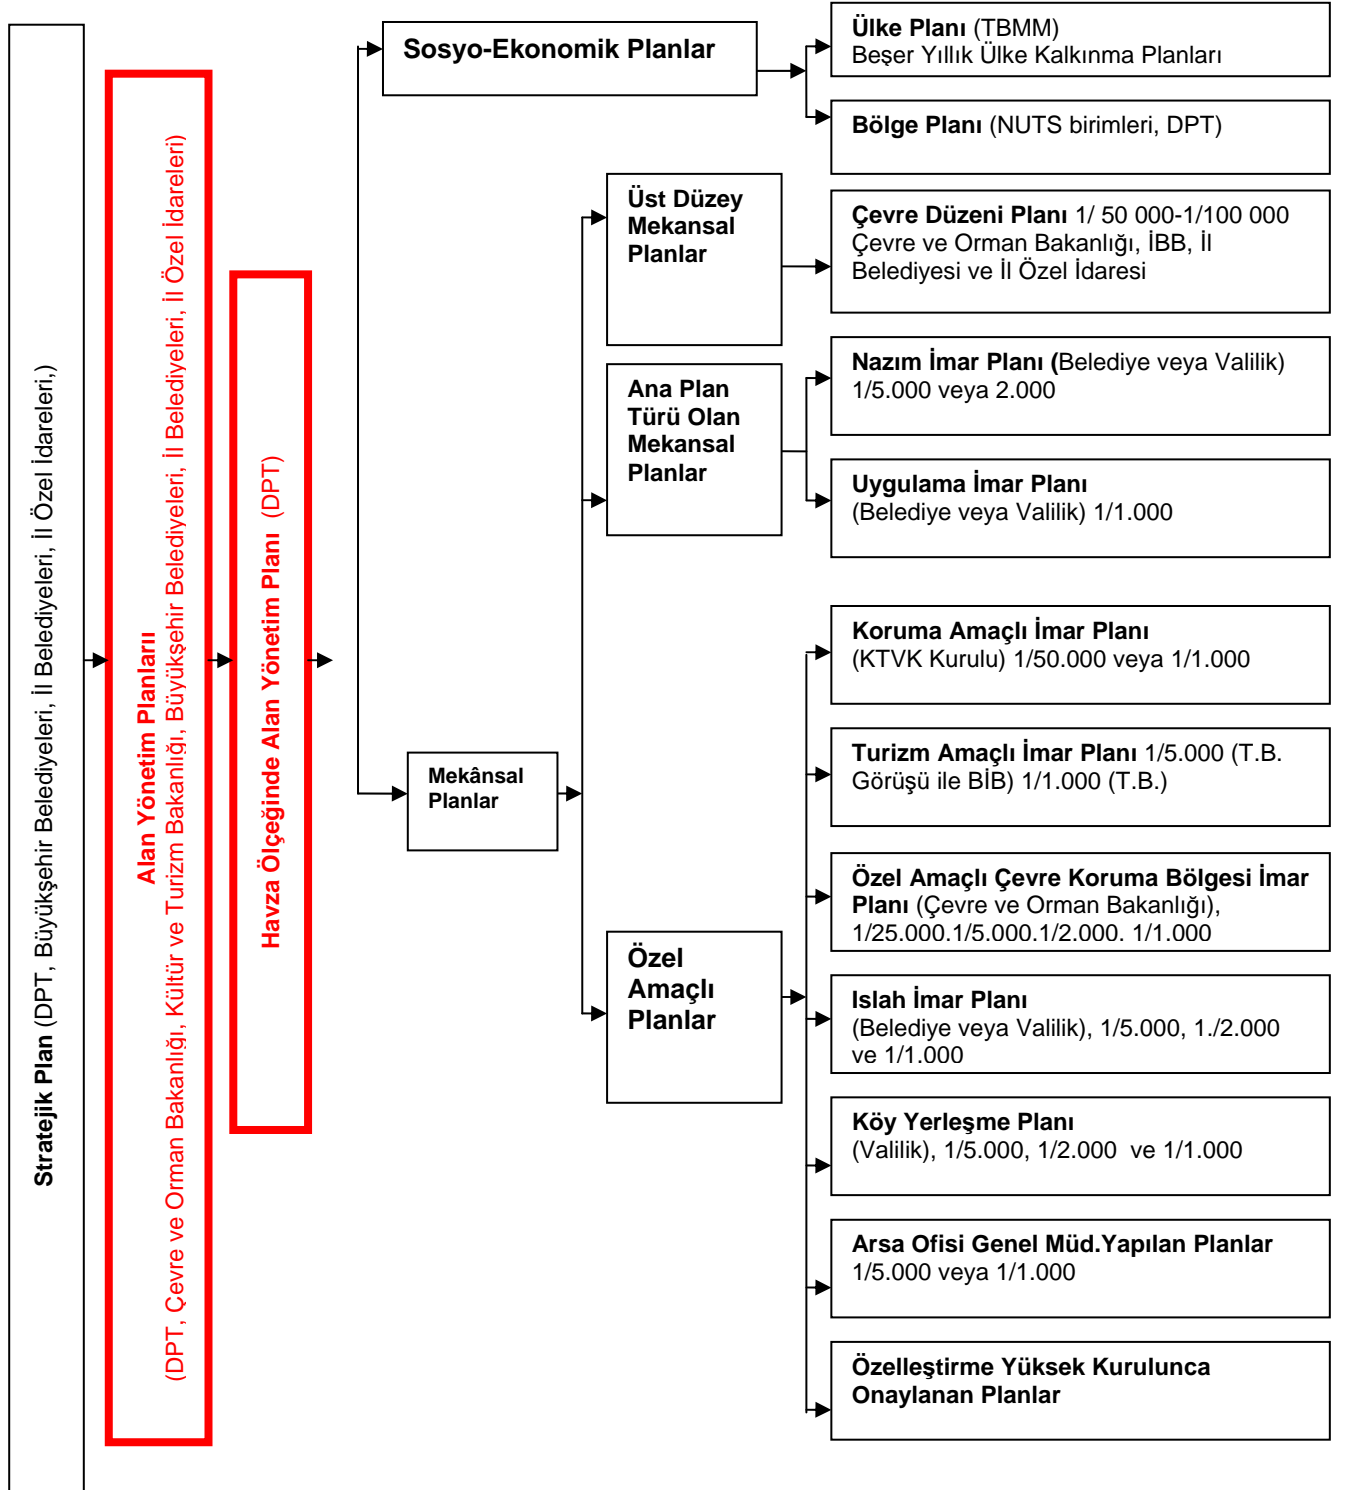 Stratejik Plan (DPT, Büyükşehir Belediyeleri, İl Belediyeleri, İl Özel İdareleri,)
Alan Yönetim Planlarıı
(DPT, Çevre ve Orman Bakanlığı, Kültür ve Turizm Bakanlığı, Büyükşehir Belediyeleri, İl Belediyeleri, İl Özel İdareleri)
Havza Ölçeğinde Alan Yönetim Planı (DPT)
Sosyo-Ekonomik Planlar
Ülke Planı (TBMM)
Beşer Yıllık Ülke Kalkınma Planları
Bölge Planı (NUTS birimleri, DPT)
Mekânsal
Planlar
Üst Düzey
Mekansal
Planlar
Çevre Düzeni Planı 1/ 50 000-1/100 000
Çevre ve Orman Bakanlığı, İBB, İl
Belediyesi ve İl Özel İdaresi
Ana Plan
Türü Olan
Mekansal
Planlar
Nazım İmar Planı (Belediye veya Valilik)
1/5.000 veya 2.000
Uygulama İmar Planı
(Belediye veya Valilik) 1/1.000
Özel
Amaçlı
Planlar
Koruma Amaçlı İmar Planı
(KTVK Kurulu) 1/50.000 veya 1/1.000
Turizm Amaçlı İmar Planı 1/5.000 (T.B.
Görüşü ile BİB) 1/1.000 (T.B.)
Özel Amaçlı Çevre Koruma Bölgesi İmar
Planı (Çevre ve Orman Bakanlığı),
1/25.000.1/5.000.1/2.000. 1/1.000
Islah İmar Planı
(Belediye veya Valilik), 1/5.000, 1./2.000
ve 1/1.000
Köy Yerleşme Planı
(Valilik), 1/5.000, 1/2.000 ve 1/1.000
Arsa Ofisi Genel Müd.Yapılan Planlar
1/5.000 veya 1/1.000
Özelleştirme Yüksek Kurulunca
Onaylanan Planlar